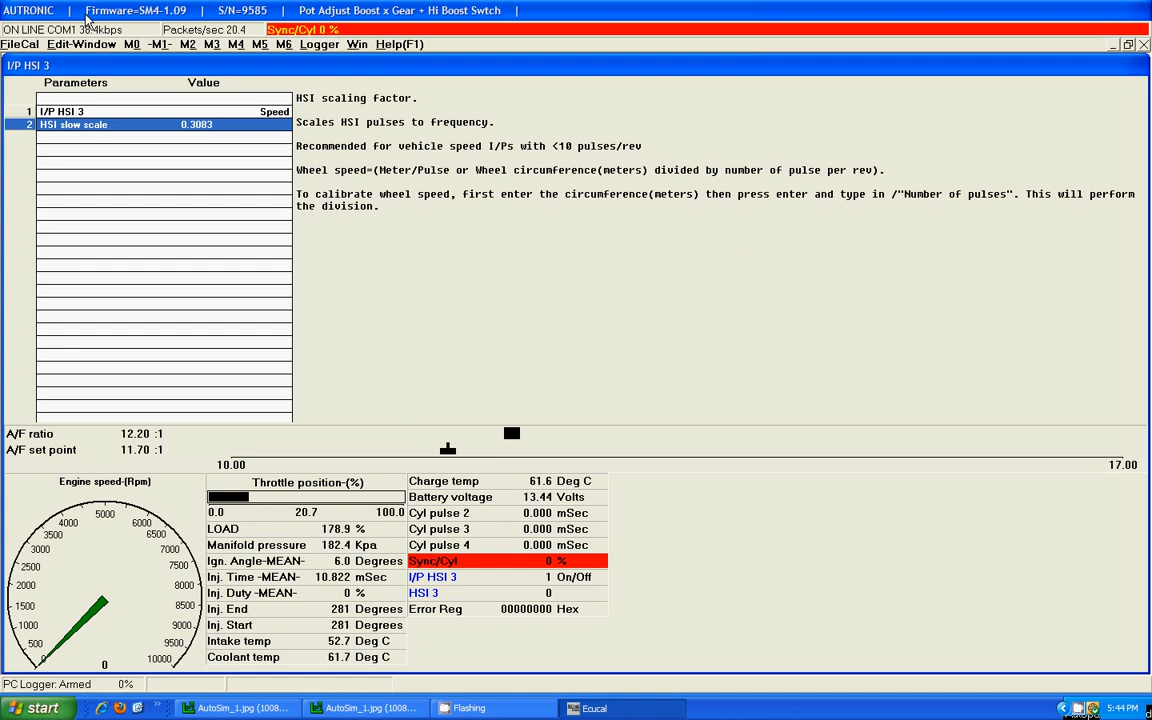 AUTRONIC | Firmware=SM4-1.09 | S/N=9585 | Pot Adjust Boost x Gear + Hi Boost Swtch |
ON LINE COM1 38.4kbps Packets/sec 20.4 Sync/Cyl 0 %
FileCal Edit-Window M0 -M1- M2 M3 M4 M5 M6 Logger Win Help(F1)
I/P HSI 3
Parameters Value
1 I/P HSI 3 Speed
2 HSI slow scale 0.3083
HSI scaling factor.
Scales HSI pulses to frequency.
Recommended for vehicle speed I/Ps with <10 pulses/rev
Wheel speed=(Meter/Pulse or Wheel circumference(meters) divided by number of pulse per rev).
To calibrate wheel speed, first enter the circumference(meters) then press enter and type in /"Number of pulses". This will perform
the division.
A/F ratio 12.20 :1
A/F set point 11.70 :1
10.00 17.00
Engine speed-(Rpm)
0 500 1000 1500 2000 2500 3000 3500 4000 5000 6000 6500 7000 7500 8000 8500 9000 9500 10000
0
Throttle position-(%)
0.0 20.7 100.0
LOAD 178.9 %
Manifold pressure 182.4 Kpa
Ign. Angle-MEAN- 6.0 Degrees
Inj. Time -MEAN- 10.822 mSec
Inj. Duty -MEAN- 0 %
Inj. End 281 Degrees
Inj. Start 281 Degrees
Intake temp 52.7 Deg C
Coolant temp 61.7 Deg C
Charge temp 61.6 Deg C
Battery voltage 13.44 Volts
Cyl pulse 2 0.000 mSec
Cyl pulse 3 0.000 mSec
Cyl pulse 4 0.000 mSec
Sync/Cyl 0 %
I/P HSI 3 1 On/Off
HSI 3 0
Error Reg 00000000 Hex
PC Logger: Armed 0%
start AutoSim_1.jpg (1008... AutoSim_1.jpg (1008... Flashing Ecucal 5:44 PM